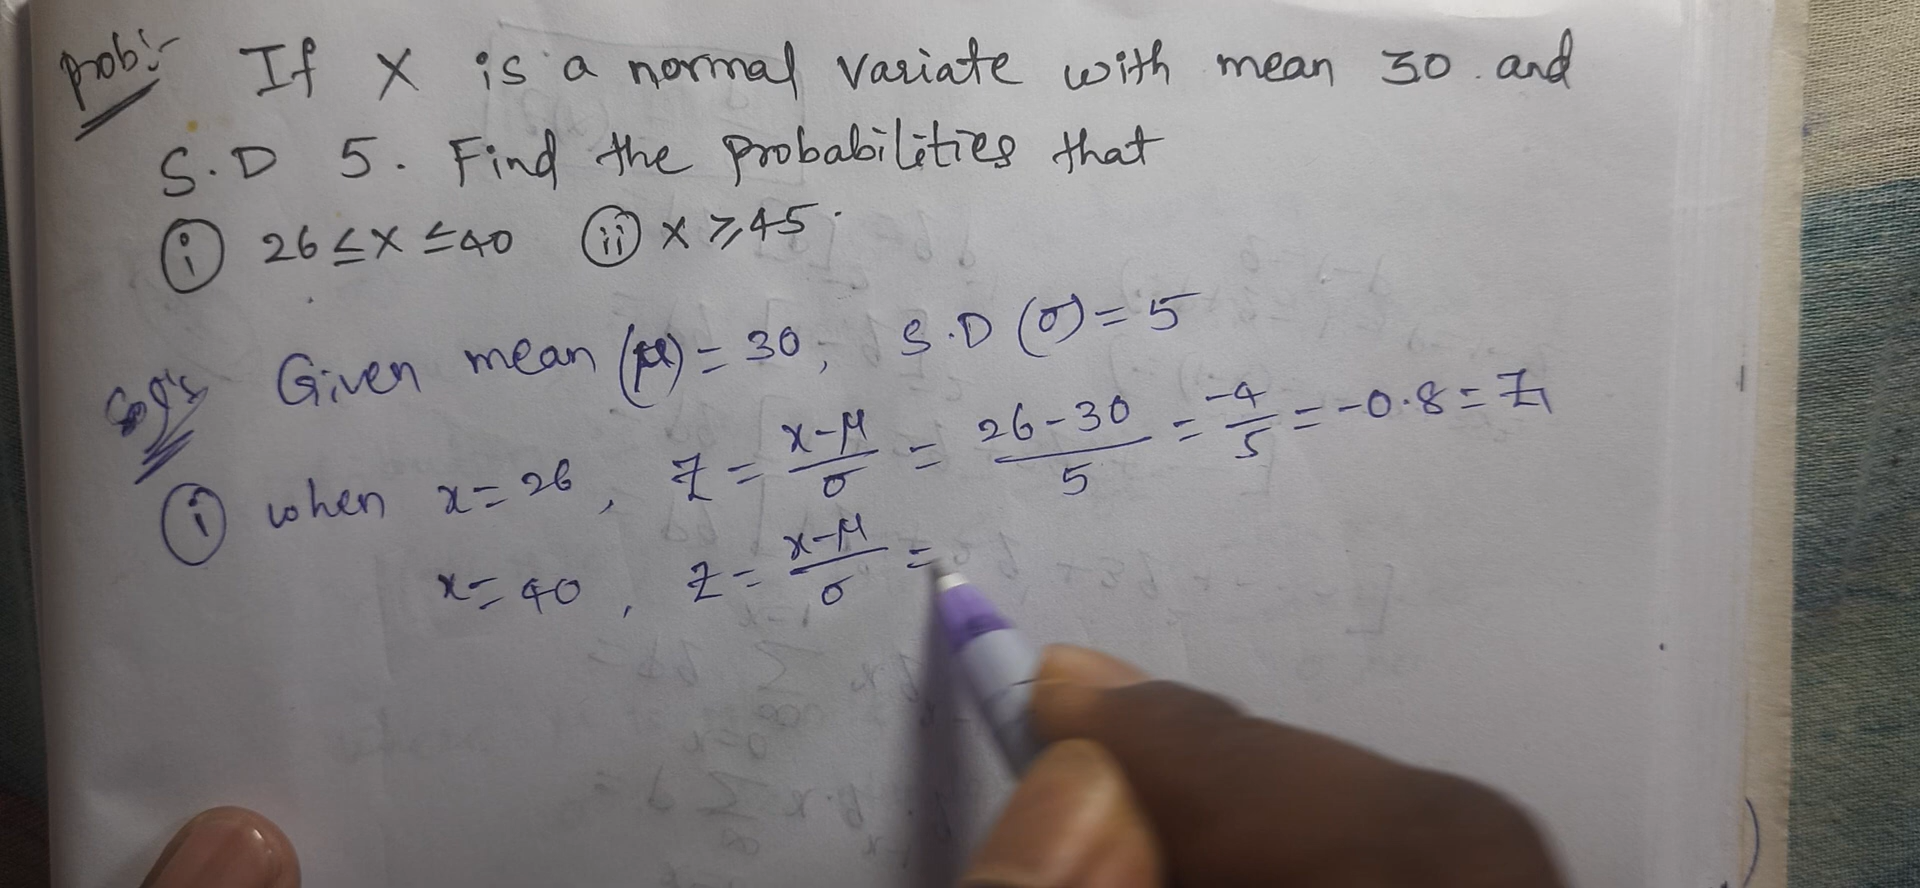 prob:- If X is a normal variate with mean 30 and
S.D 5. Find the probabilities that
(i) 26 ≤ X ≤ 40 (ii) X ≥ 45.
Sol: Given mean (μ) = 30, S.D (σ) = 5
(i) when x = 26, Z = (x-μ)/σ = (26-30)/5 = -4/5 = -0.8 = Z1
x = 40, Z = (x-μ)/σ =